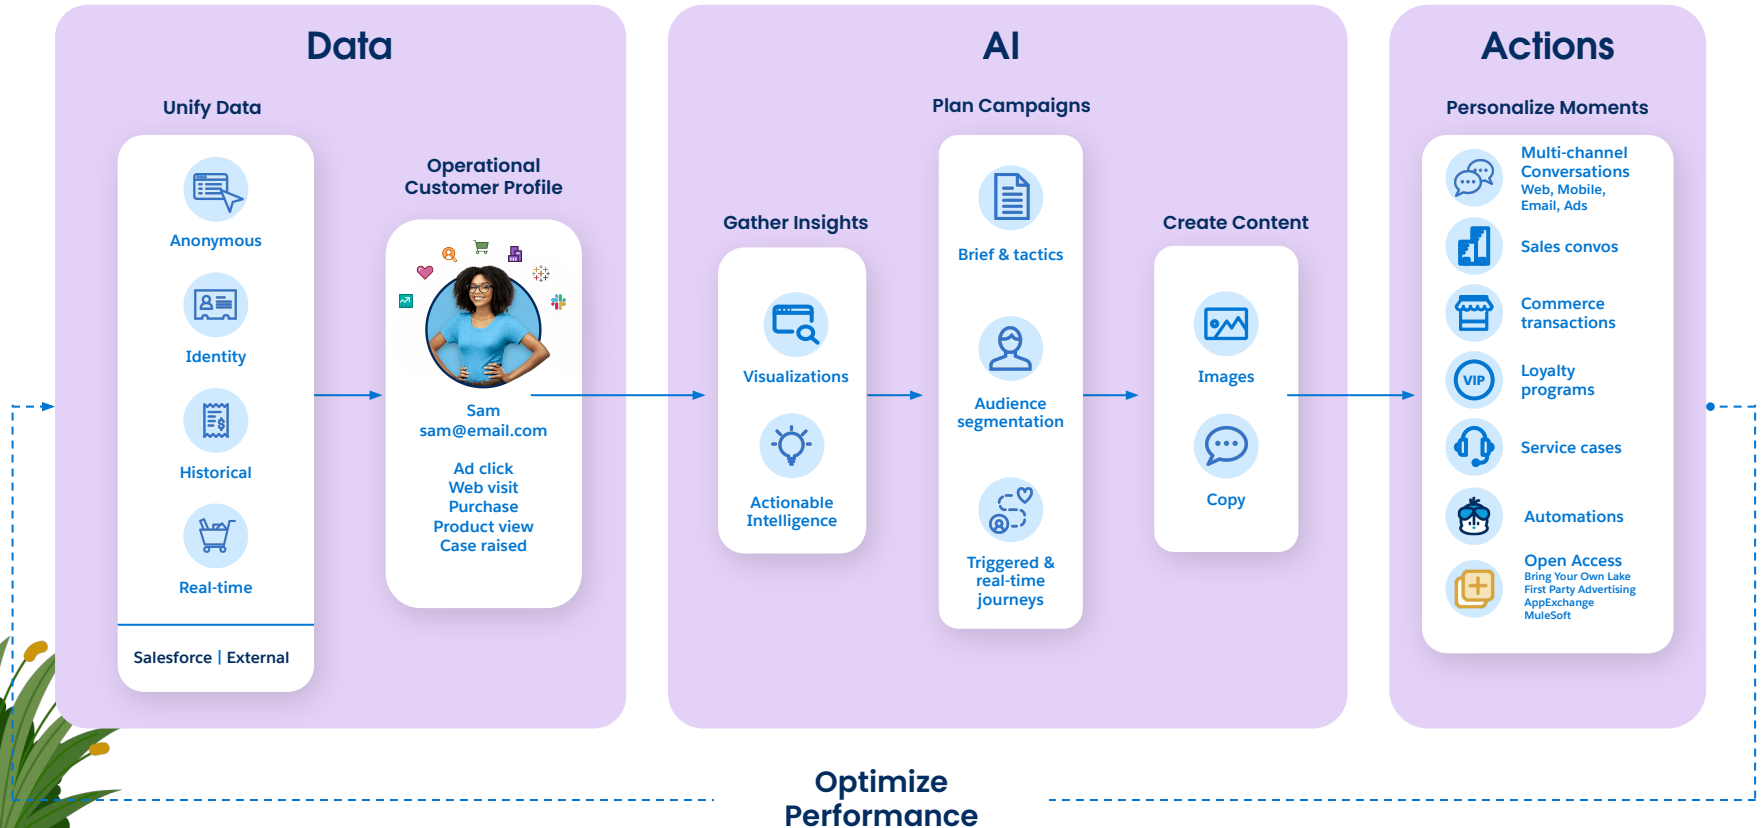 Data
Unify Data
Anonymous
Identity
Historical
Real-time
Salesforce | External
Operational
Customer Profile
Sam
sam@email.com
Ad click
Web visit
Purchase
Product view
Case raised
AI
Gather Insights
Visualizations
Actionable
Intelligence
Plan Campaigns
Brief & tactics
Audience
segmentation
Triggered &
real-time
journeys
Create Content
Images
Copy
Actions
Personalize Moments
Multi-channel
Conversations
Web, Mobile,
Email, Ads
Sales convos
Commerce
transactions
VIP
Loyalty
programs
Service cases
Automations
Open Access
Bring Your Own Lake
First Party Advertising
AppExchange
MuleSoft
Optimize
Performance